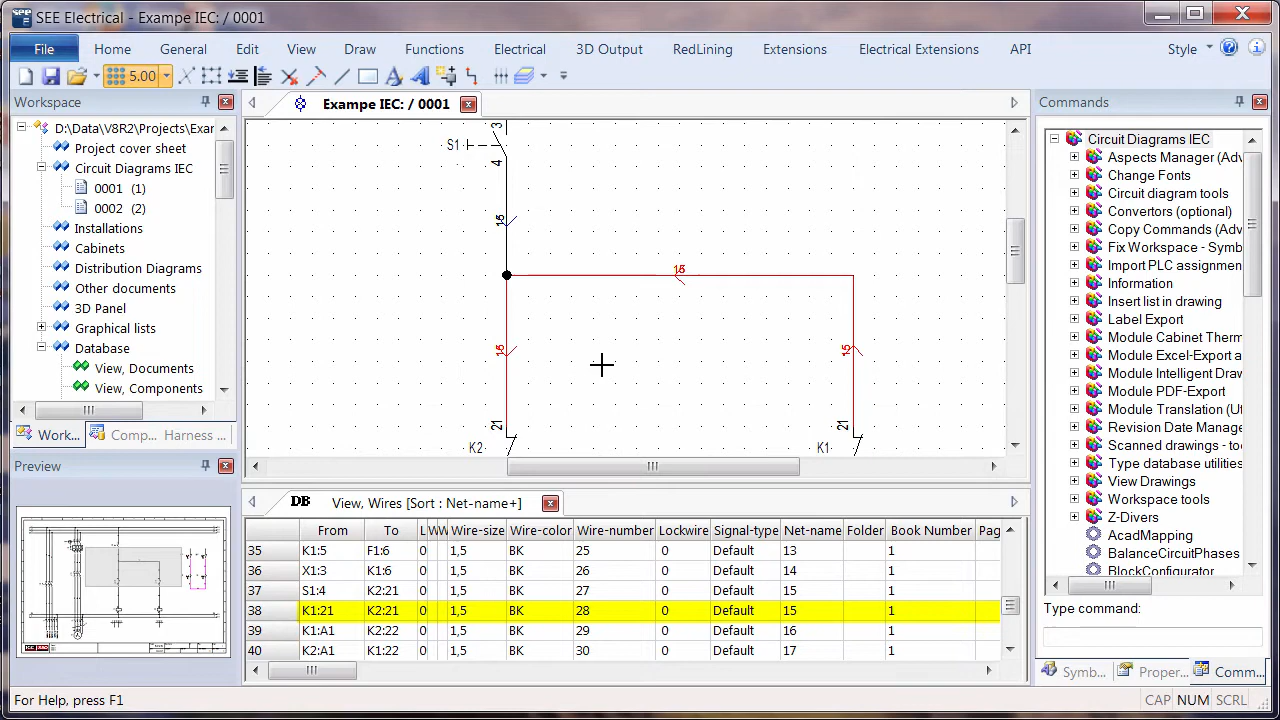 SEE Electrical - Exampe IEC: / 0001
File Home General Edit View Draw Functions Electrical 3D Output RedLining Extensions Electrical Extensions API Style
5.00
Workspace
D:\Data\V8R2\Projects\Exar
Project cover sheet
Circuit Diagrams IEC
0001 (1)
0002 (2)
Installations
Cabinets
Distribution Diagrams
Other documents
3D Panel
Graphical lists
Database
View, Documents
View, Components
Work... Comp... Harness ...
Preview
Exampe IEC: / 0001
3
S1
4
15
15
15
15
21
21
K2
K1
DB View, Wires [Sort : Net-name+]
From To L W W Wire-size Wire-color Wire-number Lockwire Signal-type Net-name Folder Book Number Pag
35 K1:5 F1:6 0 1,5 BK 25 0 Default 13 1
36 X1:3 K1:6 0 1,5 BK 26 0 Default 14 1
37 S1:4 K2:21 0 1,5 BK 27 0 Default 15 1
38 K1:21 K2:21 0 1,5 BK 28 0 Default 15 1
39 K1:A1 K2:22 0 1,5 BK 29 0 Default 16 1
40 K2:A1 K1:22 0 1,5 BK 30 0 Default 17 1
Commands
Circuit Diagrams IEC
Aspects Manager (Adv
Change Fonts
Circuit diagram tools
Convertors (optional)
Copy Commands (Adv
Fix Workspace - Symb
Import PLC assignmen
Information
Insert list in drawing
Label Export
Module Cabinet Therm
Module Excel-Export a
Module Intelligent Draw
Module PDF-Export
Module Translation (Ut
Revision Date Manage
Scanned drawings - too
Type database utilities
View Drawings
Workspace tools
Z-Divers
AcadMapping
BalanceCircuitPhases
BlockConfigurator
Type command:
Symb... Proper... Comm...
For Help, press F1
CAP NUM SCRL